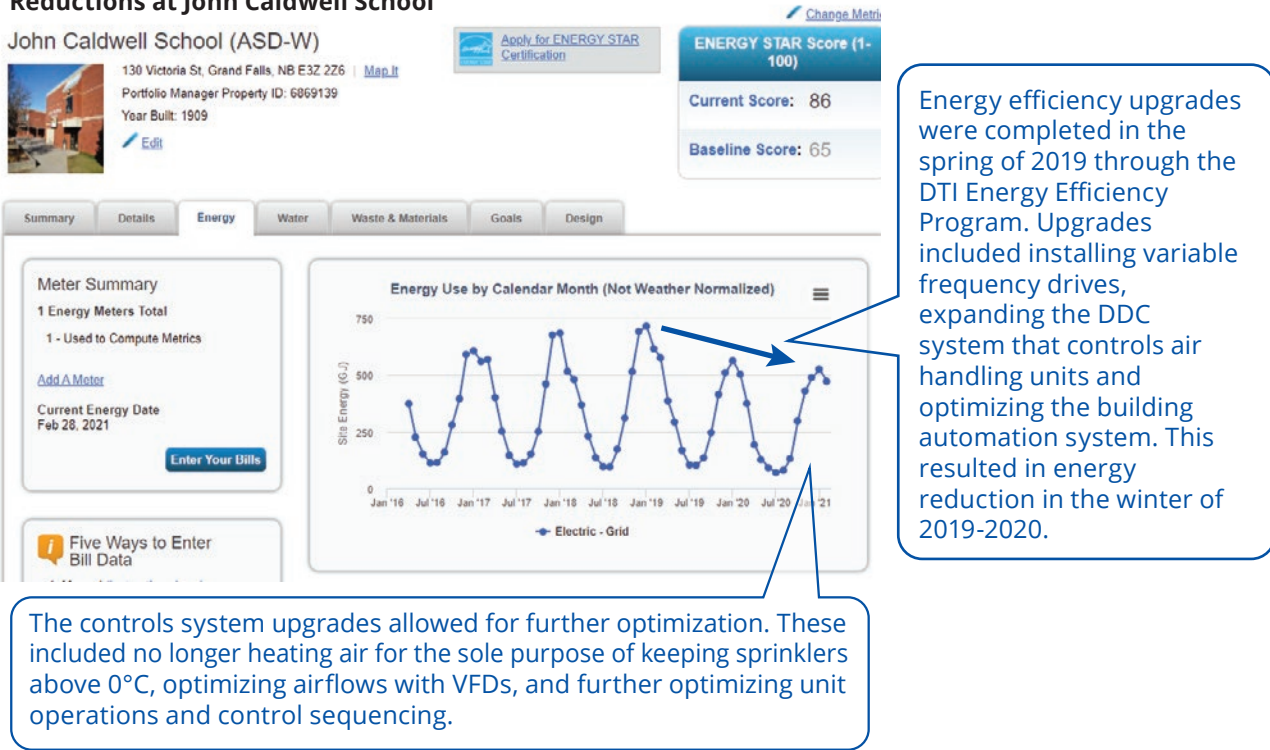 Reductions at John Caldwell School
Change Metric
John Caldwell School (ASD-W)
130 Victoria St, Grand Falls, NB E3Z 2Z6 | Map It
Portfolio Manager Property ID: 6869139
Year Built: 1909
Edit
Apply for ENERGY STAR
Certification
ENERGY STAR Score (1-
100)
Current Score: 86
Baseline Score: 65
Summary
Details
Energy
Water
Waste & Materials
Goals
Design
Meter Summary
1 Energy Meters Total
1 - Used to Compute Metrics
Add A Meter
Current Energy Date
Feb 28, 2021
Enter Your Bills
Five Ways to Enter
Bill Data
Energy Use by Calendar Month (Not Weather Normalized)
Site Energy (GJ)
750
500
250
0
Jan '16 Jul '16 Jan '17 Jul '17 Jan '18 Jul '18 Jan '19 Jul '19 Jan '20 Jul '20 Jan '21
Electric - Grid
Energy efficiency upgrades
were completed in the
spring of 2019 through the
DTI Energy Efficiency
Program. Upgrades
included installing variable
frequency drives,
expanding the DDC
system that controls air
handling units and
optimizing the building
automation system. This
resulted in energy
reduction in the winter of
2019-2020.
The controls system upgrades allowed for further optimization. These
included no longer heating air for the sole purpose of keeping sprinklers
above 0°C, optimizing airflows with VFDs, and further optimizing unit
operations and control sequencing.